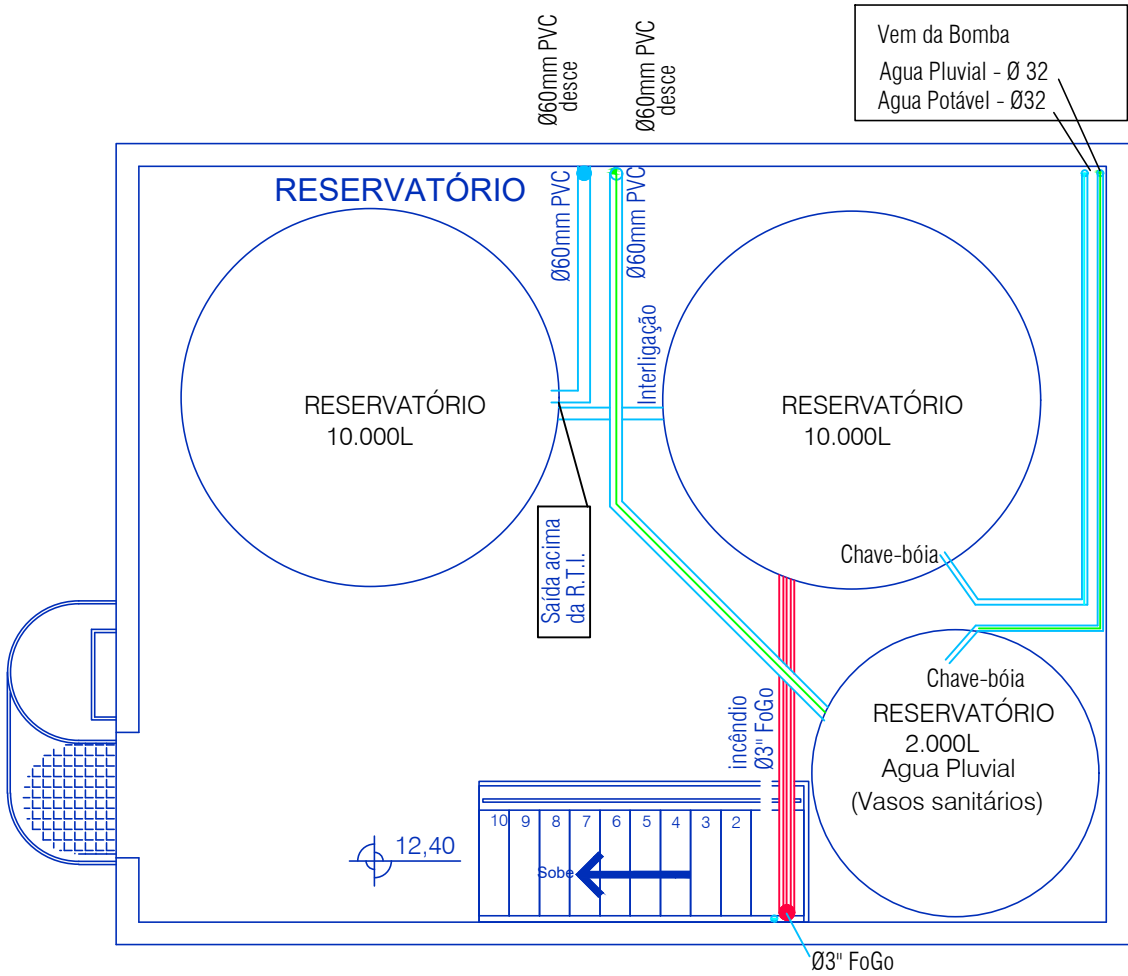 Ø60mm PVC
desce
Ø60mm PVC
desce
Vem da Bomba
Agua Pluvial - Ø 32
Agua Potável - Ø32
RESERVATÓRIO
Ø60mm PVC
Ø60mm PVC
Interligação
RESERVATÓRIO
10.000L
RESERVATÓRIO
10.000L
Saída acima
da R.T.I.
Chave-bóia
Chave-bóia
RESERVATÓRIO
2.000L
Agua Pluvial
(Vasos sanitários)
incêndio
Ø3" FoGo
10 9 8 7 6 5 4 3 2
12,40
Sobe
Ø3" FoGo